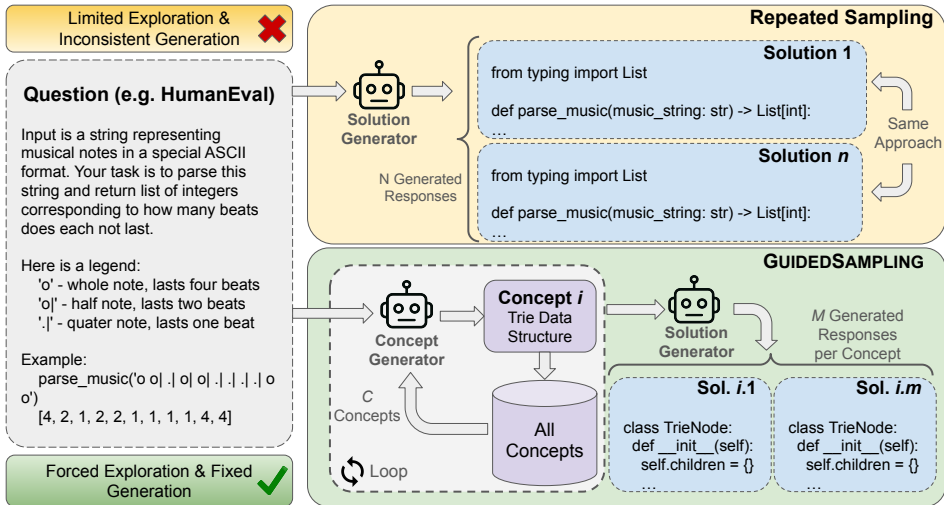 Limited Exploration &
Inconsistent Generation
Question (e.g. HumanEval)
Input is a string representing
musical notes in a special ASCII
format. Your task is to parse this
string and return list of integers
corresponding to how many beats
does each not last.
Here is a legend:
'o' - whole note, lasts four beats
'o|' - half note, lasts two beats
'.|' - quater note, lasts one beat
Example:
parse_music('o o| .| o| o| .| .| .| .| o
o')
[4, 2, 1, 2, 2, 1, 1, 1, 1, 4, 4]
Forced Exploration & Fixed
Generation
Repeated Sampling
Solution
Generator
N Generated
Responses
Solution 1
from typing import List
def parse_music(music_string: str) -> List[int]:
...
Solution n
from typing import List
def parse_music(music_string: str) -> List[int]:
...
Same
Approach
GUIDEDSAMPLING
Concept
Generator
Concept i
Trie Data
Structure
C
Concepts
All
Concepts
Loop
Solution
Generator
M Generated
Responses
per Concept
Sol. i.1
class TrieNode:
def __init__(self):
self.children = {}
...
Sol. i.m
class TrieNode:
def __init__(self):
self.children = {}
...